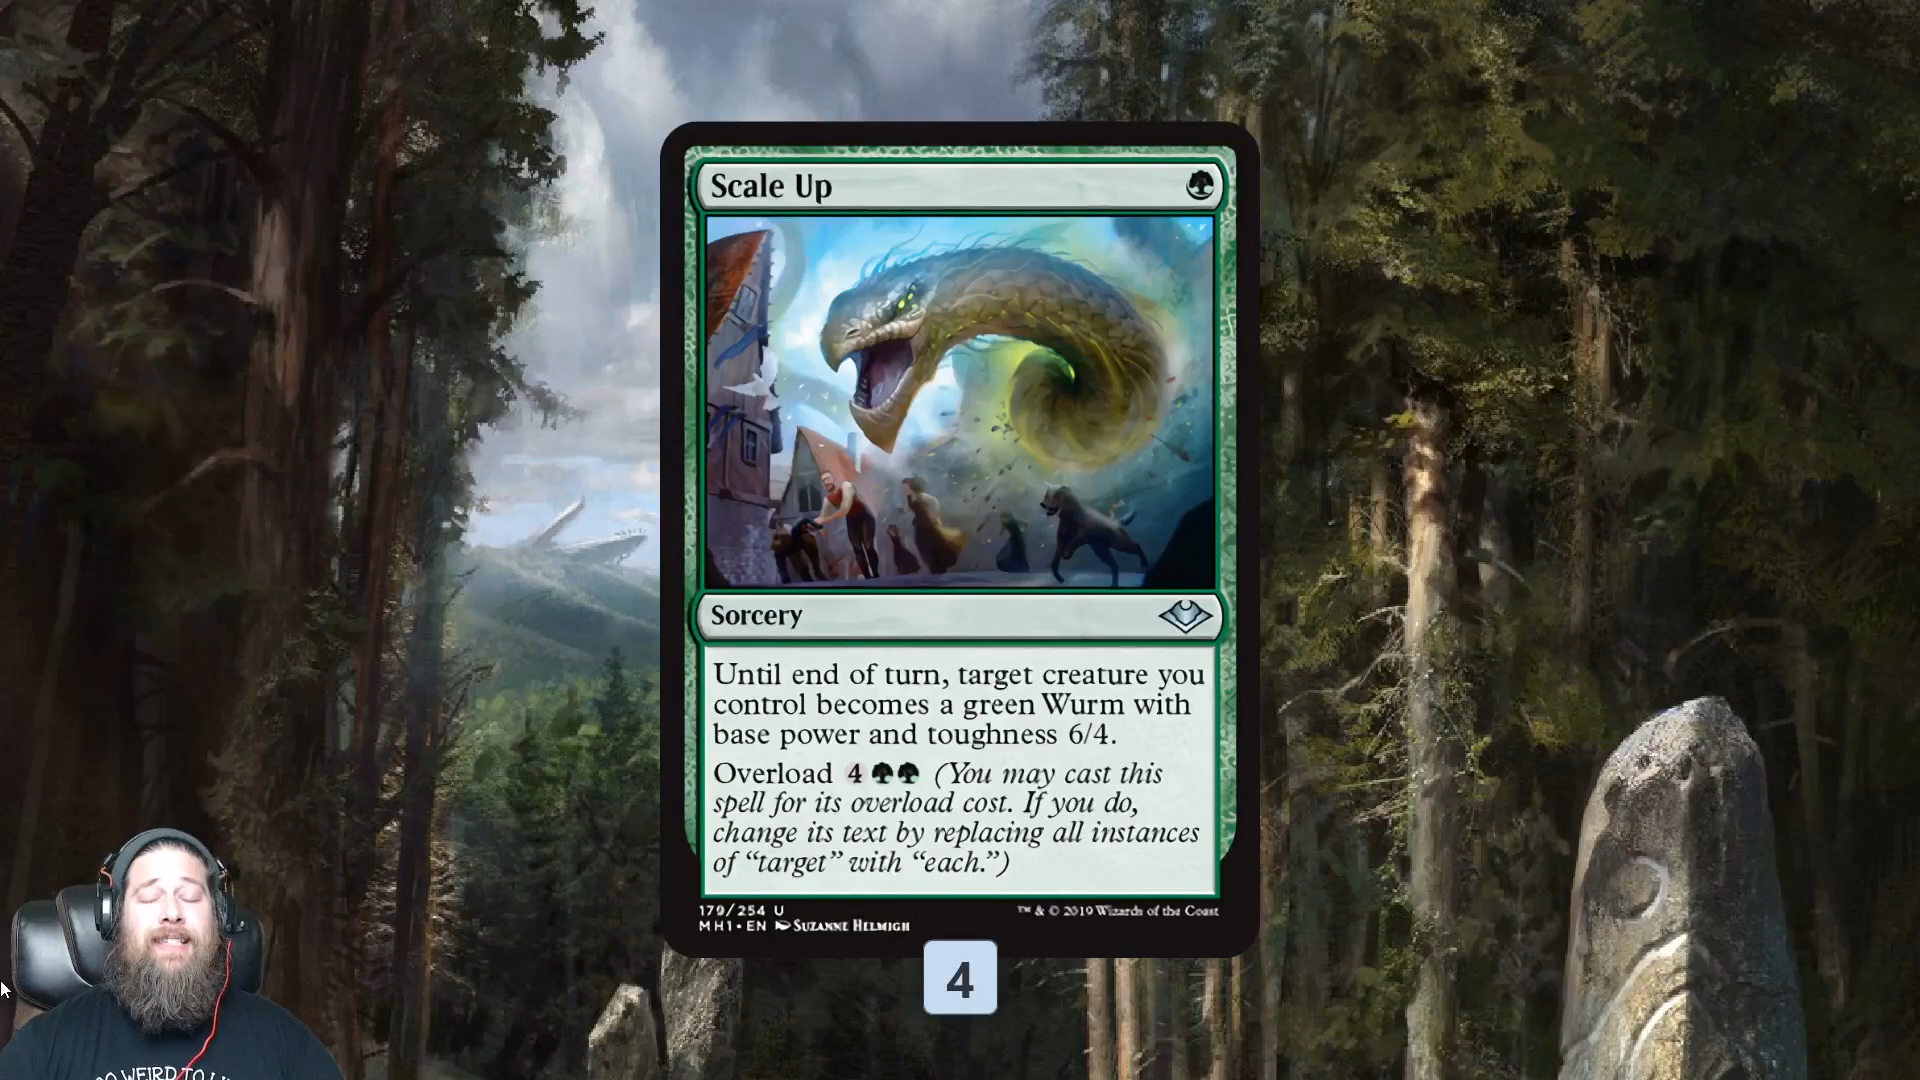 Scale Up
Sorcery
Until end of turn, target creature you
control becomes a green Wurm with
base power and toughness 6/4.
Overload 4 (You may cast this
spell for its overload cost. If you do,
change its text by replacing all instances
of “target” with “each.”)
179/254 U
MH1 • EN SUZANNE HELMIGH
™ & © 2019 Wizards of the Coast
4
WEIRD TO